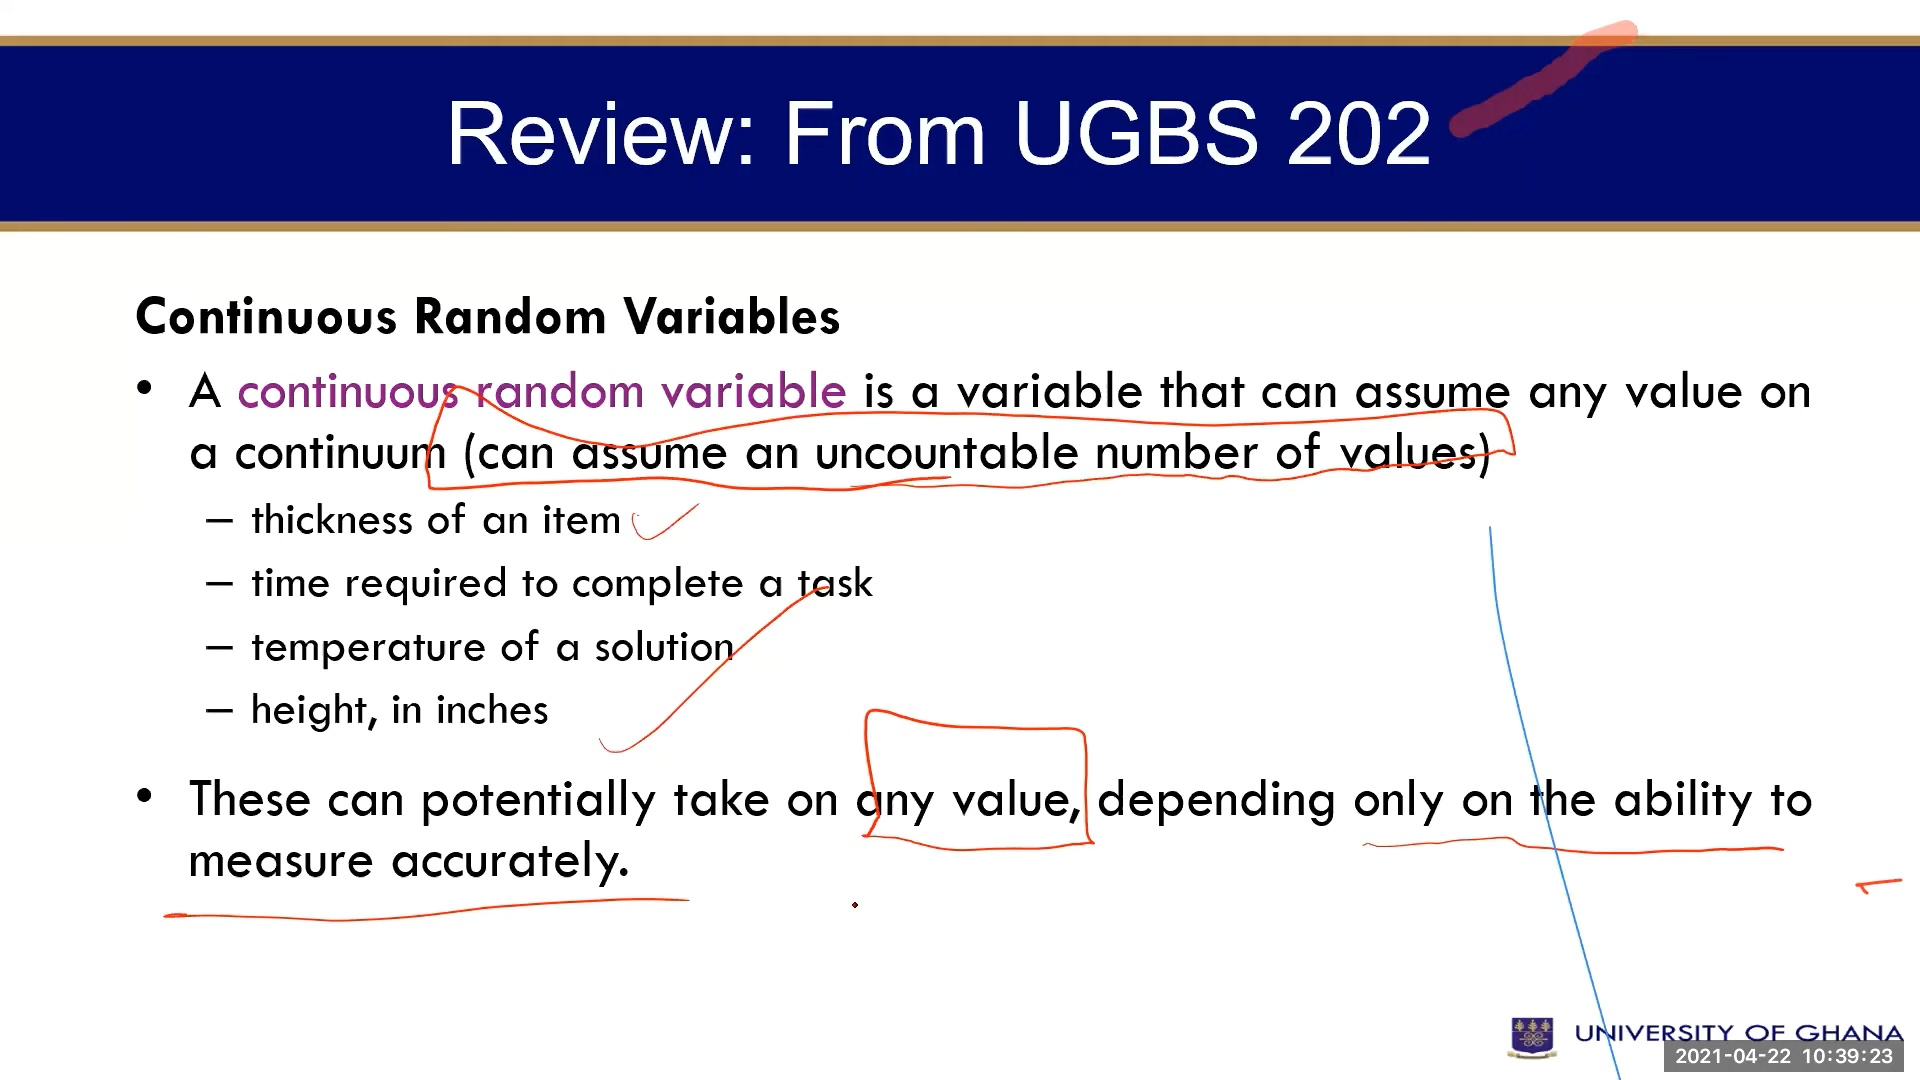 Review: From UGBS 202
Continuous Random Variables
• A continuous random variable is a variable that can assume any value on
a continuum (can assume an uncountable number of values)
– thickness of an item
– time required to complete a task
– temperature of a solution
– height, in inches
• These can potentially take on any value, depending only on the ability to
measure accurately.
UNIVERSITY OF GHANA
2021-04-22 10:39:23